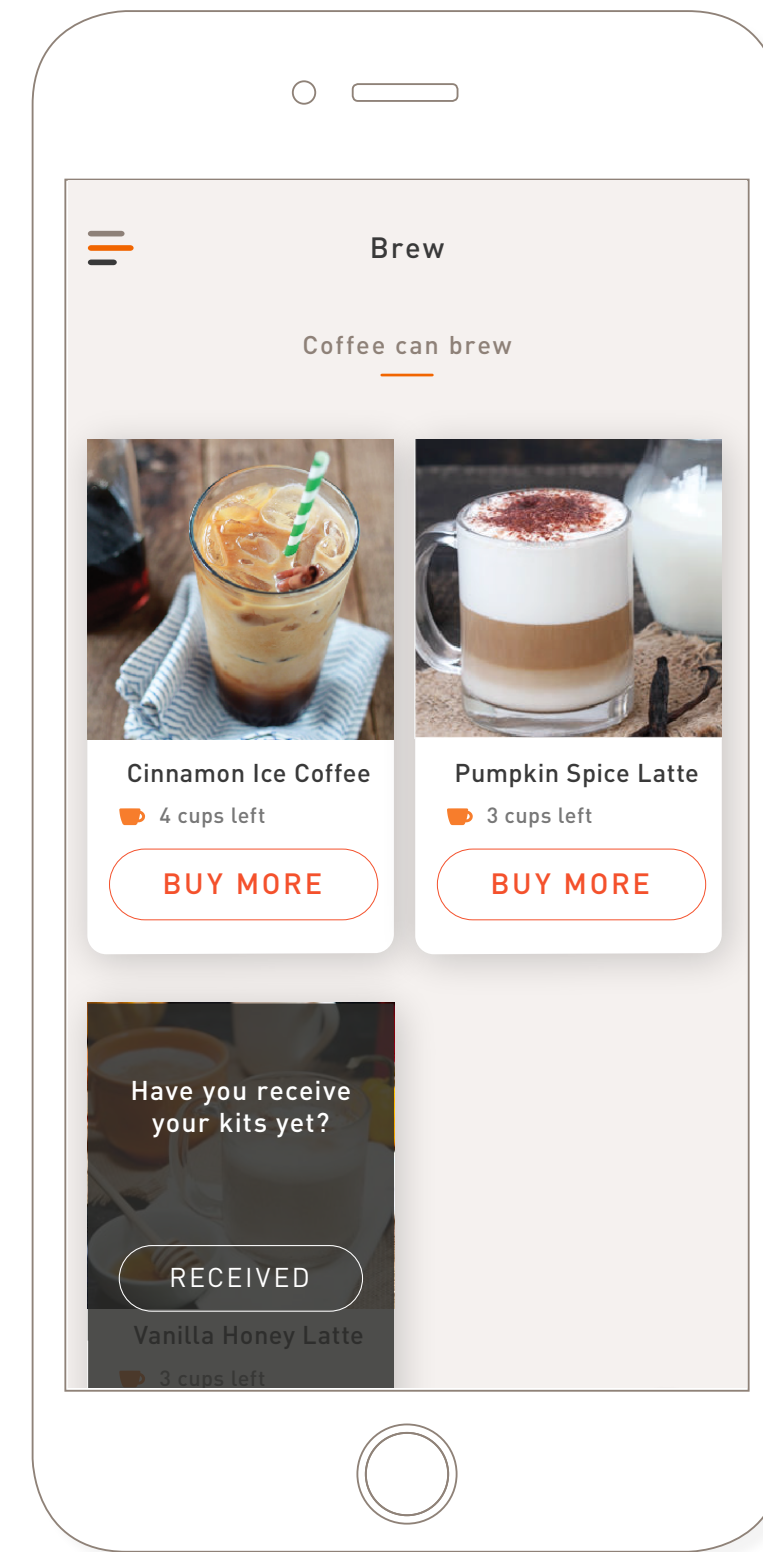 Brew
Coffee can brew
Cinnamon Ice Coffee
4 cups left
BUY MORE
Pumpkin Spice Latte
3 cups left
BUY MORE
Have you receive
your kits yet?
RECEIVED
Vanilla Honey Latte
3 cups left